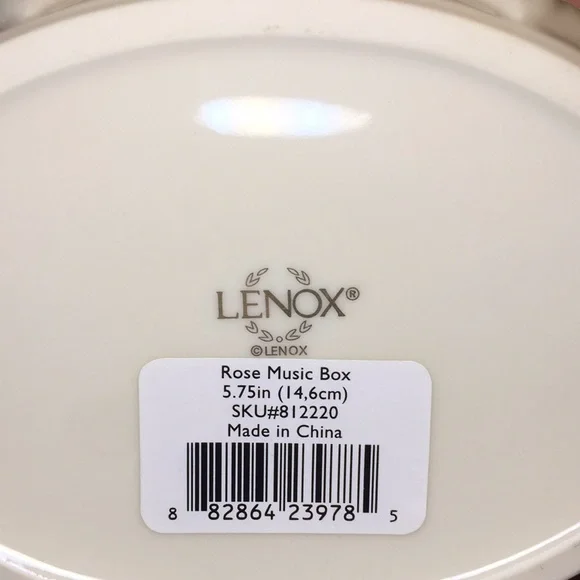 LENOX®
©LENOX
Rose Music Box
5.75in (14,6cm)
SKU#812220
Made in China
8 82864 23978 5